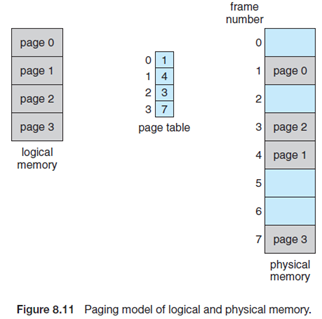 frame
number
page 0
page 1
page 2
page 3
logical
memory
0 1
1 4
2 3
3 7
page table
0
1 page 0
2
3 page 2
4 page 1
5
6
7 page 3
physical
memory
Figure 8.11 Paging model of logical and physical memory.